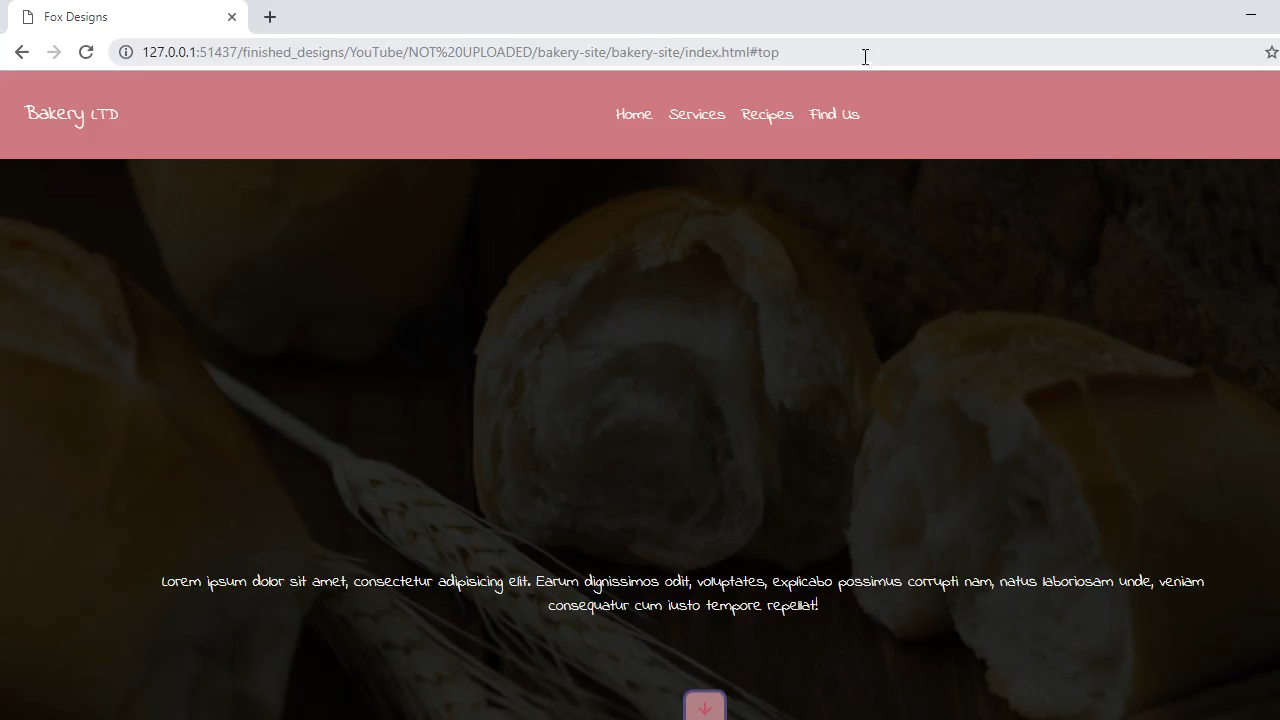 Fox Designs
127.0.0.1:51437/finished_designs/YouTube/NOT%20UPLOADED/bakery-site/bakery-site/index.html#top
Bakery LTD
Home Services Recipes Find Us
Lorem ipsum dolor sit amet, consectetur adipisicing elit. Earum dignissimos odit, voluptates, explicabo possimus corrupti nam, natus laboriosam unde, veniam
consequatur cum iusto tempore repellat!